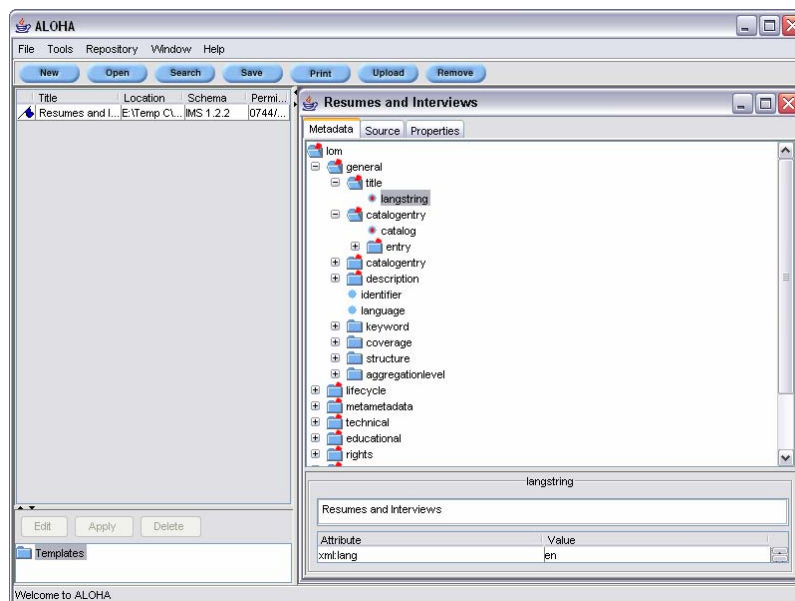 ALOHA
File Tools Repository Window Help
New Open Search Save Print Upload Remove
Title Location Schema Permi...
Resumes and I... E:\Temp C\... IMS 1.2.2 0744/...
Resumes and Interviews
Metadata Source Properties
lom
general
title
langstring
catalogentry
catalog
entry
catalogentry
description
identifier
language
keyword
coverage
structure
aggregationlevel
lifecycle
metametadata
technical
educational
rights
langstring
Resumes and Interviews
Attribute Value
xml:lang en
Edit Apply Delete
Templates
Welcome to ALOHA